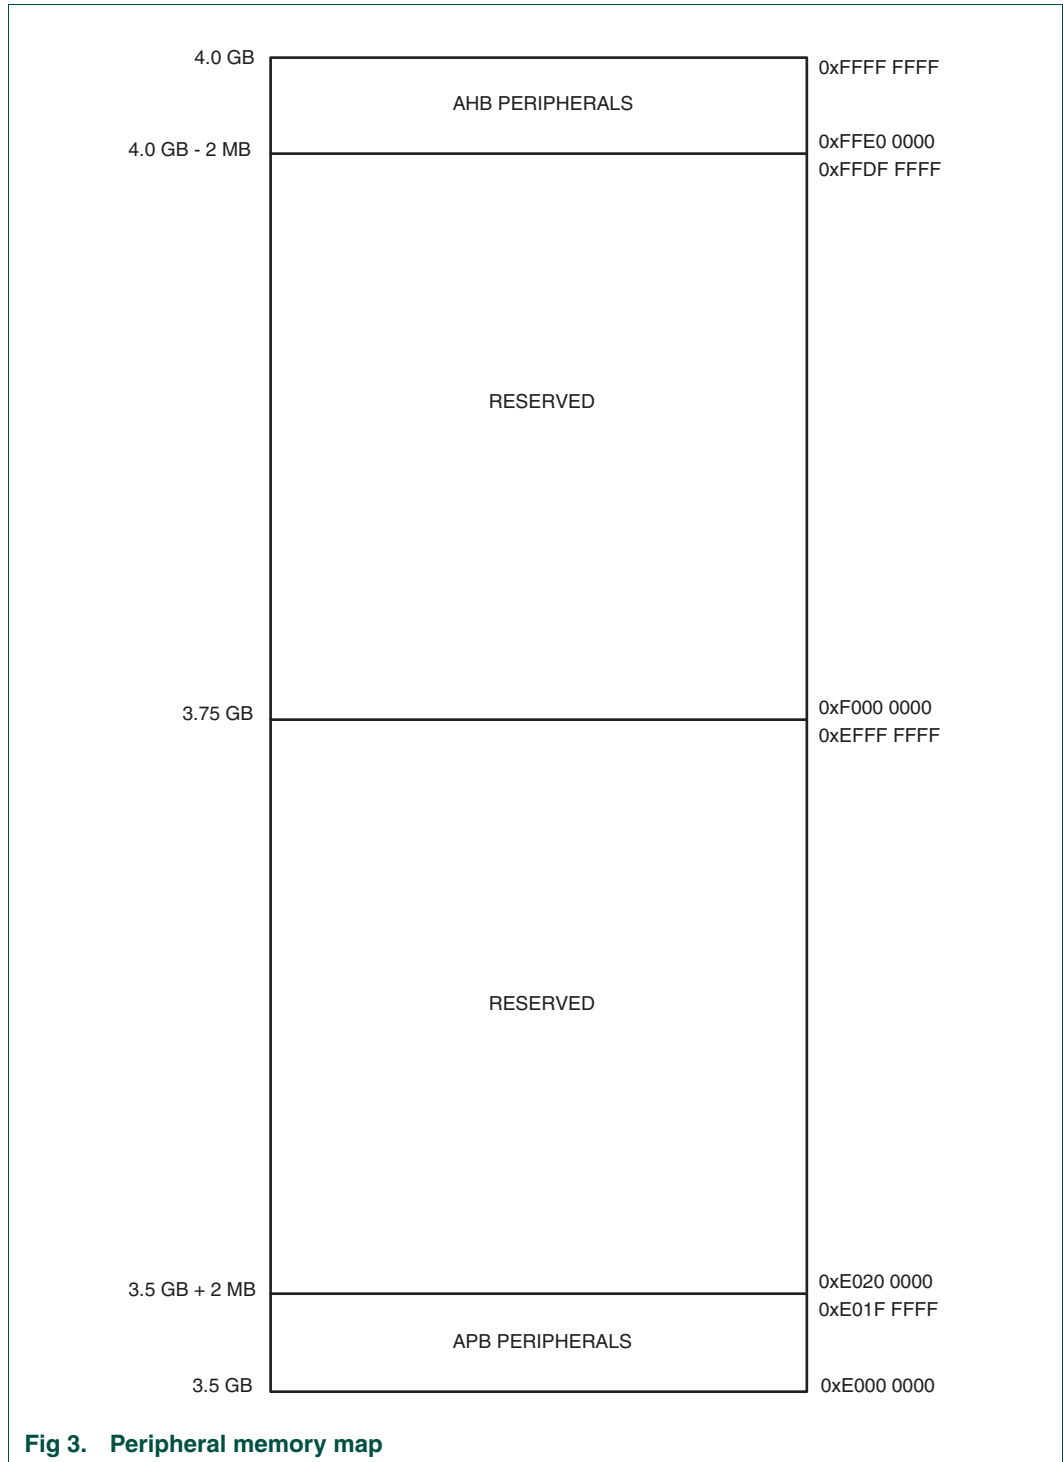 4.0 GB
0xFFFF FFFF
AHB PERIPHERALS
4.0 GB - 2 MB
0xFFE0 0000
0xFFDF FFFF
RESERVED
3.75 GB
0xF000 0000
0xEFFF FFFF
RESERVED
3.5 GB + 2 MB
0xE020 0000
0xE01F FFFF
APB PERIPHERALS
3.5 GB
0xE000 0000
Fig 3. Peripheral memory map